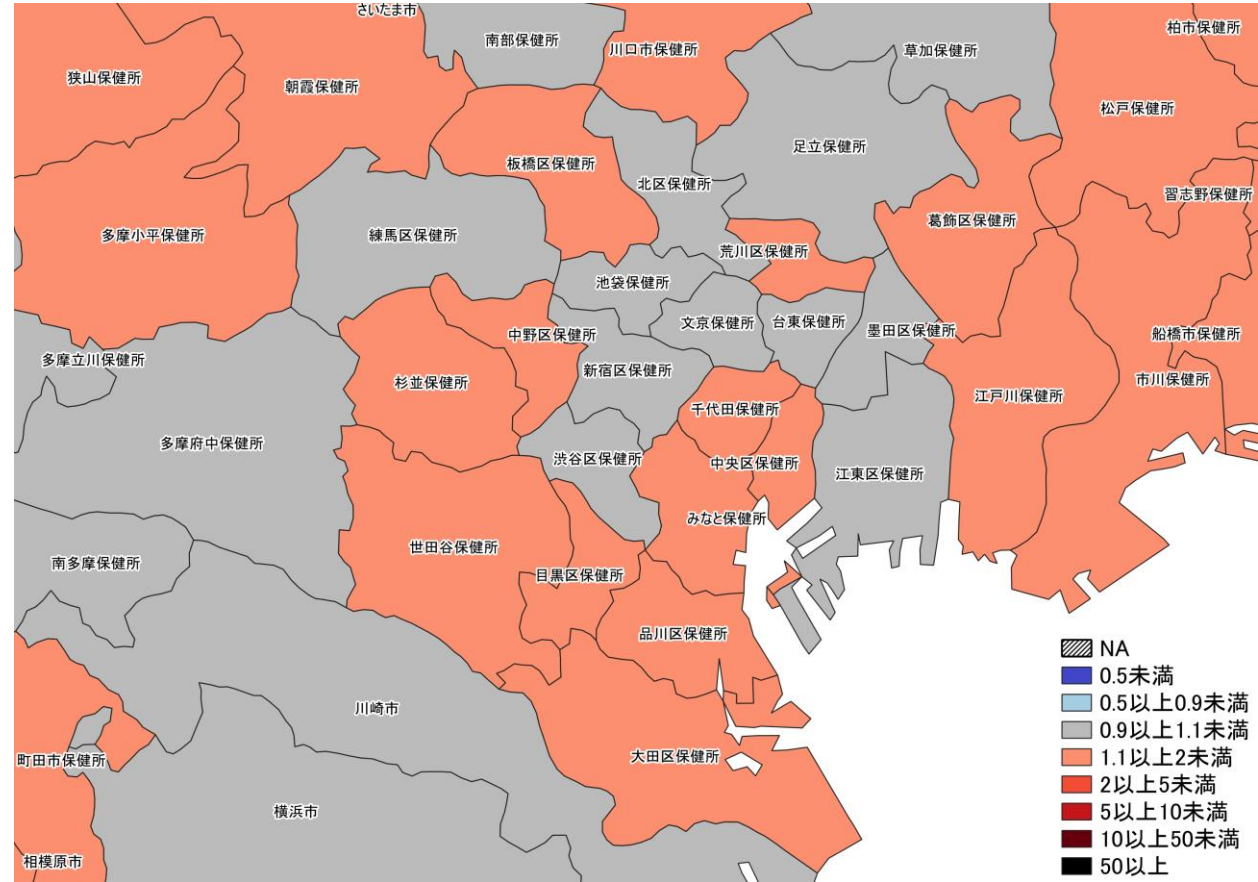 さいたま市
南部保健所
川口市保健所
草加保健所
柏市保健所
狭山保健所
朝霞保健所
松戸保健所
板橋区保健所
足立保健所
北区保健所
習志野保健所
多摩小平保健所
練馬区保健所
荒川区保健所
葛飾区保健所
池袋保健所
文京保健所
台東保健所
墨田区保健所
中野区保健所
船橋市保健所
多摩立川保健所
新宿区保健所
杉並保健所
市川保健所
千代田保健所
江戸川保健所
多摩府中保健所
渋谷区保健所
中央区保健所
江東区保健所
みなと保健所
世田谷保健所
南多摩保健所
目黒区保健所
品川区保健所
川崎市
町田市保健所
大田区保健所
横浜市
相模原市
NA
0.5未満
0.5以上0.9未満
0.9以上1.1未満
1.1以上2未満
2以上5未満
5以上10未満
10以上50未満
50以上